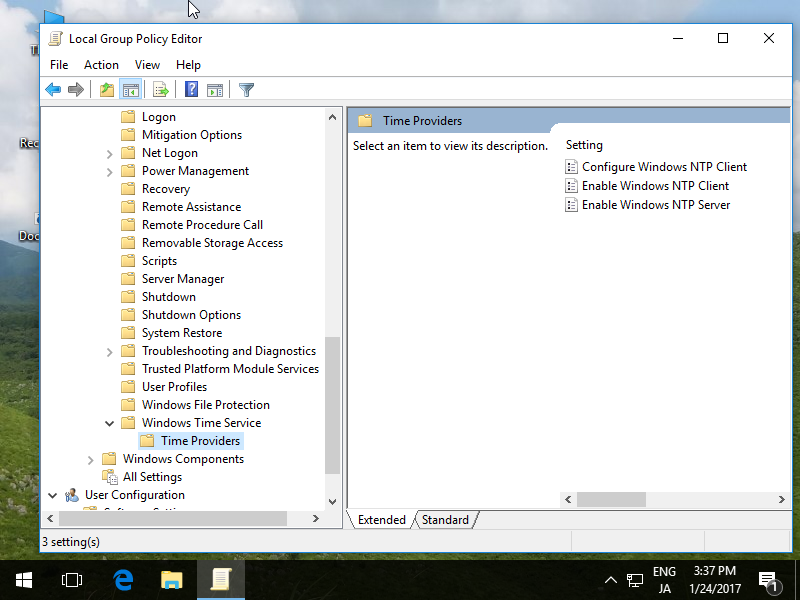 Local Group Policy Editor
File Action View Help
Logon
Mitigation Options
Net Logon
Power Management
Recovery
Remote Assistance
Remote Procedure Call
Removable Storage Access
Scripts
Server Manager
Shutdown
Shutdown Options
System Restore
Troubleshooting and Diagnostics
Trusted Platform Module Services
User Profiles
Windows File Protection
Windows Time Service
Time Providers
Windows Components
All Settings
User Configuration
Time Providers
Select an item to view its description.
Setting
Configure Windows NTP Client
Enable Windows NTP Client
Enable Windows NTP Server
Extended Standard
3 setting(s)
Rec
Doc
ENG
JA
3:37 PM
1/24/2017
1